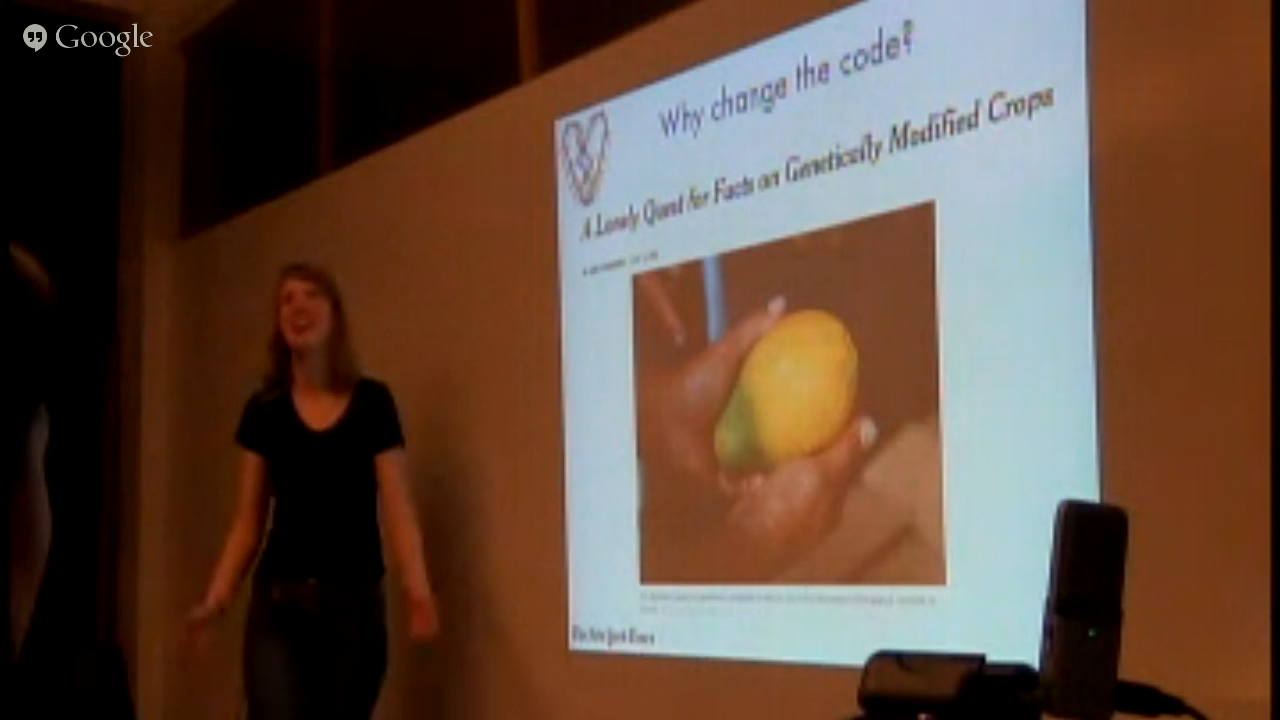 Google
Why change the code?
A Lonely Quest for Facts on Genetically Modified Crops
The New York Times